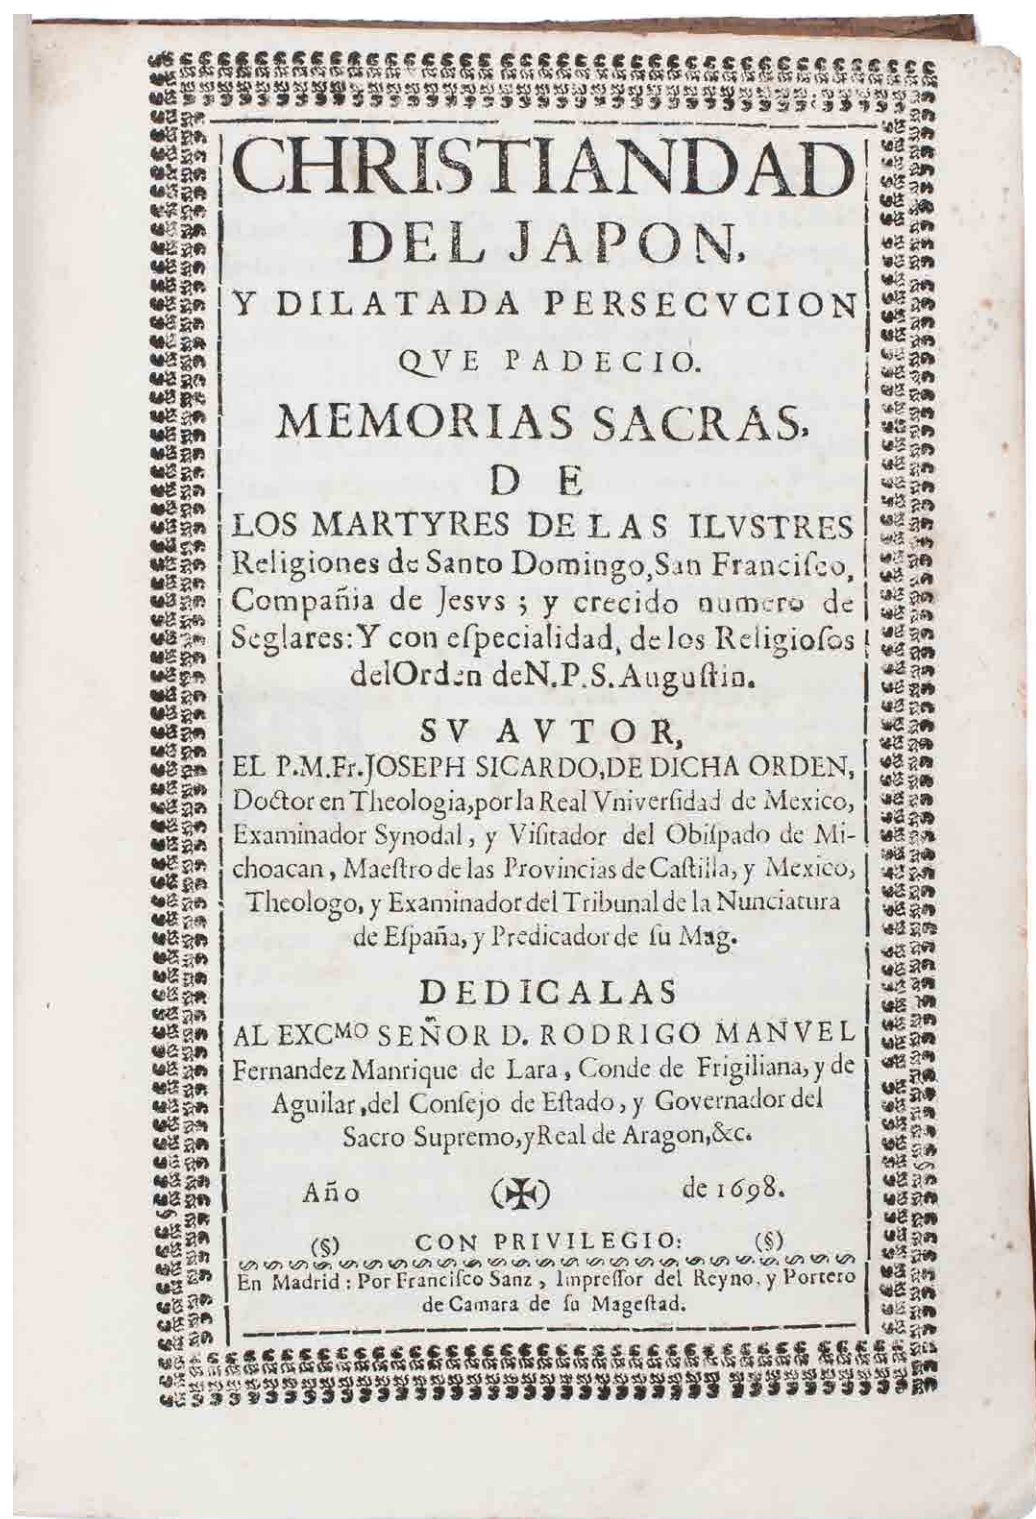 CHRISTIANDAD
DEL JAPON,
Y DILATADA PERSECVCION
QVE PADECIO.
MEMORIAS SACRAS,
DE
LOS MARTYRES DE LAS ILVSTRES
Religiones de Santo Domingo, San Franciſco,
Compañia de Jesvs ; y crecido numero de
Seglares: Y con eſpecialidad, de los Religioſos
del Orden de N.P.S. Auguſtin.
SV AVTOR,
EL P.M.Fr. JOSEPH SICARDO, DE DICHA ORDEN,
Doctor en Theologia, por la Real Vniverſidad de Mexico,
Examinador Synodal, y Viſitador del Obiſpado de Mi-
choacan, Maeſtro de las Provincias de Caſtilla, y Mexico,
Theologo, y Examinador del Tribunal de la Nunciatura
de Eſpaña, y Predicador de ſu Mag.
DEDICALAS
AL EXCMO SEÑOR D. RODRIGO MANVEL
Fernandez Manrique de Lara, Conde de Frigiliana, y de
Aguilar, del Conſejo de Eſtado, y Governador del
Sacro Supremo, y Real de Aragon, &c.
Año (✠) de 1698.
(§) CON PRIVILEGIO: (§)
En Madrid: Por Franciſco Sanz, Impreſſor del Reyno, y Portero
de Camara de ſu Mageſtad.